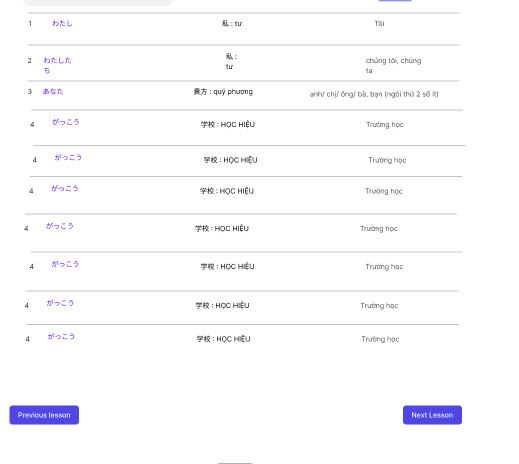 1 わたし 私 : tư Tôi
2 わたした
ち 私 :
tư chúng tôi, chúng
ta
3 あなた 貴方 : quý phương anh/ chị/ ông/ bà, bạn (ngôi thứ 2 số ít)
4 がっこう 学校 : HỌC HIỆU Trường học
4 がっこう 学校 : HỌC HIỆU Trường học
4 がっこう 学校 : HỌC HIỆU Trường học
4 がっこう 学校 : HỌC HIỆU Trường học
4 がっこう 学校 : HỌC HIỆU Trường học
4 がっこう 学校 : HỌC HIỆU Trường học
4 がっこう 学校 : HỌC HIỆU Trường học
Previous lesson Next Lesson